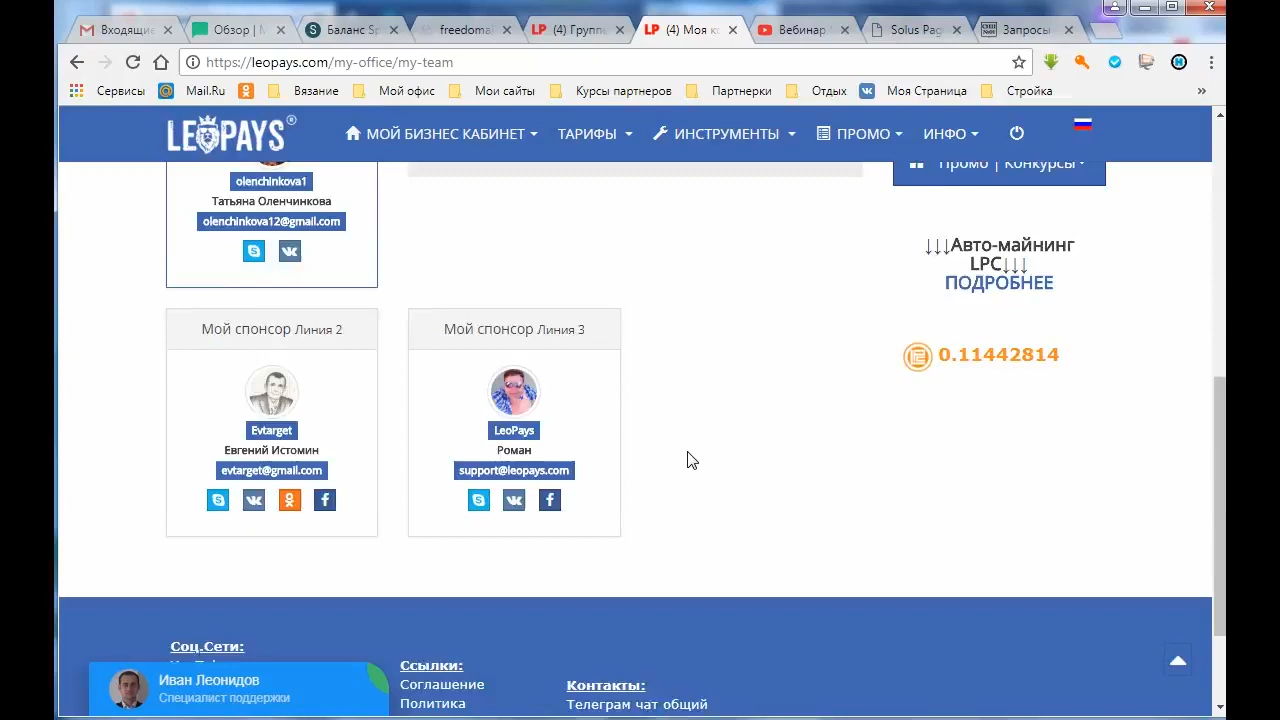 Входящие
Обзор | М
Баланс Sp
freedomai
(4) Группы
(4) Моя ко
Вебинар
Solus Pag
Запросы
https://leopays.com/my-office/my-team
Сервисы
Mail.Ru
Вязание
Мой офис
Мои сайты
Курсы партнеров
Партнерки
Отдых
Моя Страница
Стройка
»
LEOPAYS®
МОЙ БИЗНЕС КАБИНЕТ
ТАРИФЫ
ИНСТРУМЕНТЫ
ПРОМО
ИНФО
Промо | Конкурсы
olenchinkova1
Татьяна Оленчинкова
olenchinkova12@gmail.com
↓↓↓Авто-майнинг
LPC↓↓↓
ПОДРОБНЕЕ
0.11442814
Мой спонсор Линия 2
Evtarget
Евгений Истомин
evtarget@gmail.com
Мой спонсор Линия 3
LeoPays
Роман
support@leopays.com
Соц.Сети:
Ссылки:
Соглашение
Политика
Контакты:
Телеграм чат общий
Иван Леонидов
Специалист поддержки